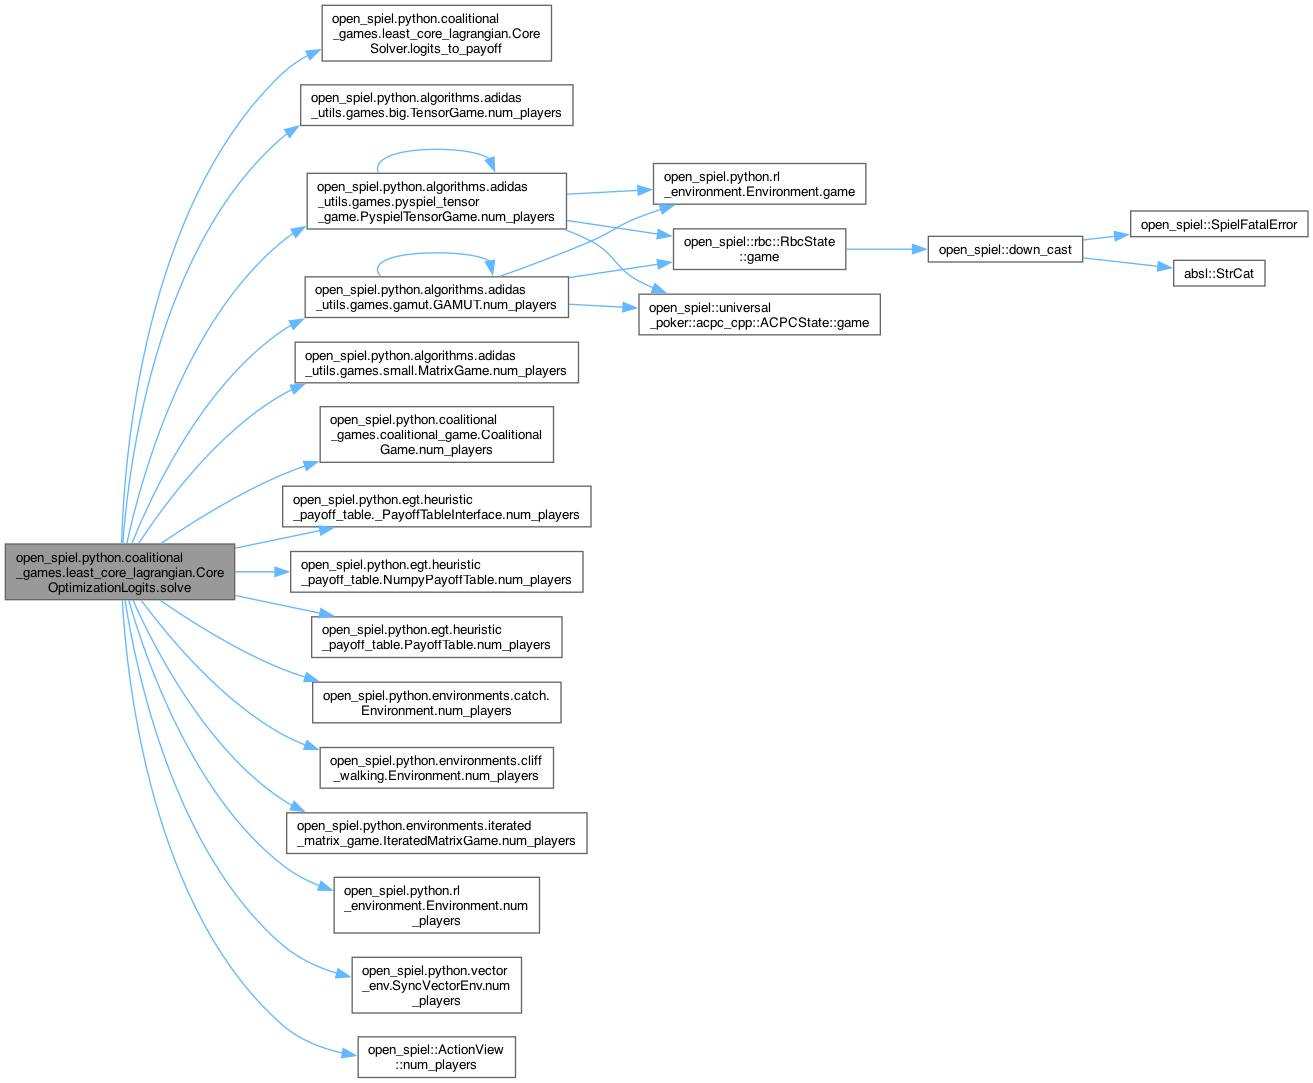 open_spiel.python.coalitional
_games.least_core_lagrangian.Core
OptimizationLogits.solve
open_spiel.python.coalitional
_games.least_core_lagrangian.Core
Solver.logits_to_payoff
open_spiel.python.algorithms.adidas
_utils.games.big.TensorGame.num_players
open_spiel.python.algorithms.adidas
_utils.games.pyspiel_tensor
_game.PyspielTensorGame.num_players
open_spiel.python.algorithms.adidas
_utils.games.gamut.GAMUT.num_players
open_spiel.python.algorithms.adidas
_utils.games.small.MatrixGame.num_players
open_spiel.python.coalitional
_games.coalitional_game.Coalitional
Game.num_players
open_spiel.python.egt.heuristic
_payoff_table._PayoffTableInterface.num_players
open_spiel.python.egt.heuristic
_payoff_table.NumpyPayoffTable.num_players
open_spiel.python.egt.heuristic
_payoff_table.PayoffTable.num_players
open_spiel.python.environments.catch.
Environment.num_players
open_spiel.python.environments.cliff
_walking.Environment.num_players
open_spiel.python.environments.iterated
_matrix_game.IteratedMatrixGame.num_players
open_spiel.python.rl
_environment.Environment.num
_players
open_spiel.python.vector
_env.SyncVectorEnv.num
_players
open_spiel::ActionView
::num_players
open_spiel.python.rl
_environment.Environment.game
open_spiel::rbc::RbcState
::game
open_spiel::universal
_poker::acpc_cpp::ACPCState::game
open_spiel::down_cast
open_spiel::SpielFatalError
absl::StrCat